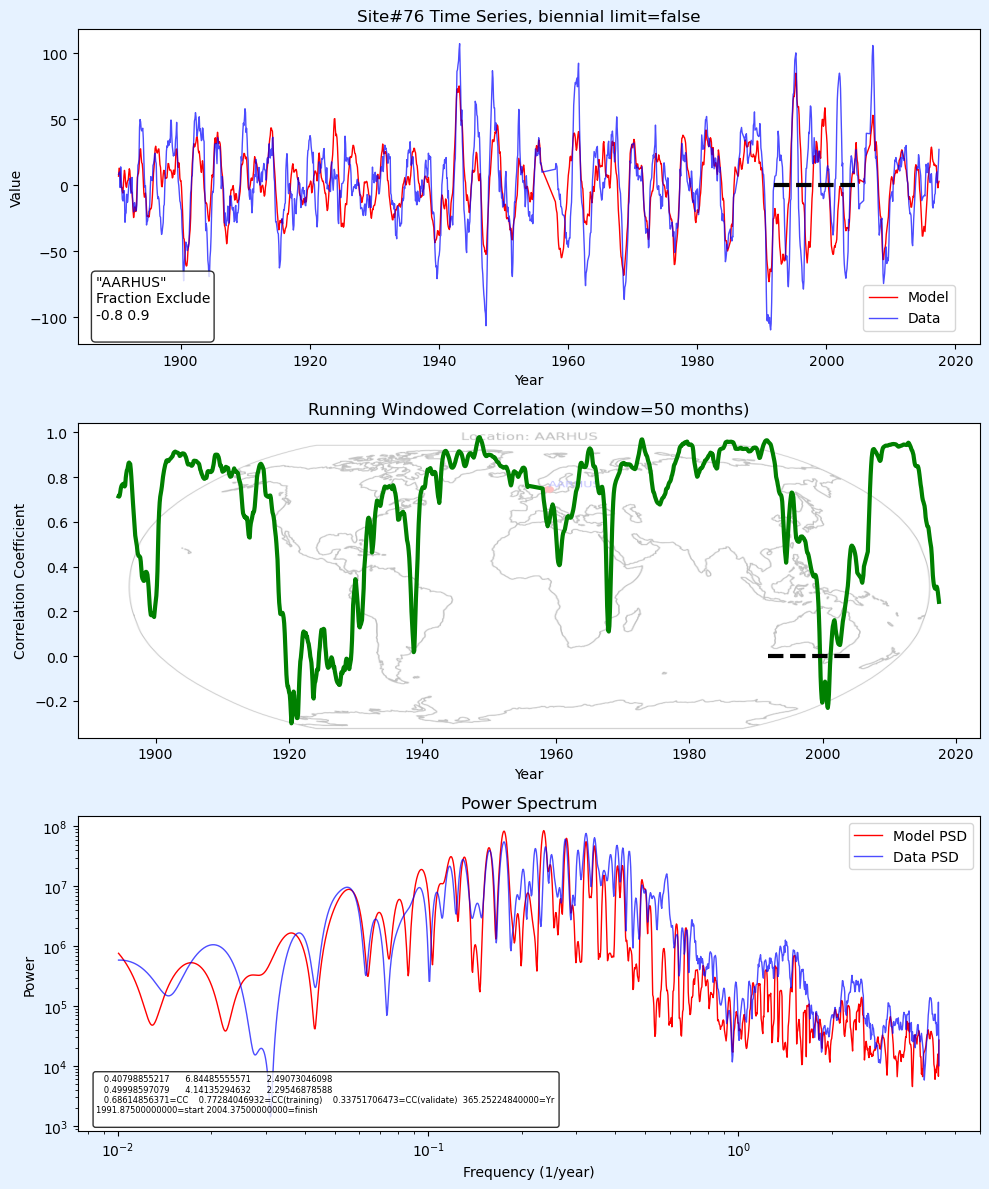 Site#76 Time Series, biennial limit=false
100
50
0
−50
−100
Value
"AARHUS"
Fraction Exclude
-0.8 0.9
Model
Data
1900
1920
1940
1960
1980
2000
2020
Year
Running Windowed Correlation (window=50 months)
Location: AARHUS
AARHUS
1.0
0.8
0.6
0.4
0.2
0.0
−0.2
Correlation Coefficient
1900
1920
1940
1960
1980
2000
2020
Year
Power Spectrum
10^8
10^7
10^6
10^5
10^4
10^3
Power
Model PSD
Data PSD
0.40798855217 6.84485555571 2.49073046098
0.49998597079 4.14135294632 2.29546878588
0.68614856371=CC 0.77284046932=CC(training) 0.33751706473=CC(validate) 365.25224840000=Yr
1991.87500000000=start 2004.37500000000=finish
10^−2
10^−1
10^0
Frequency (1/year)